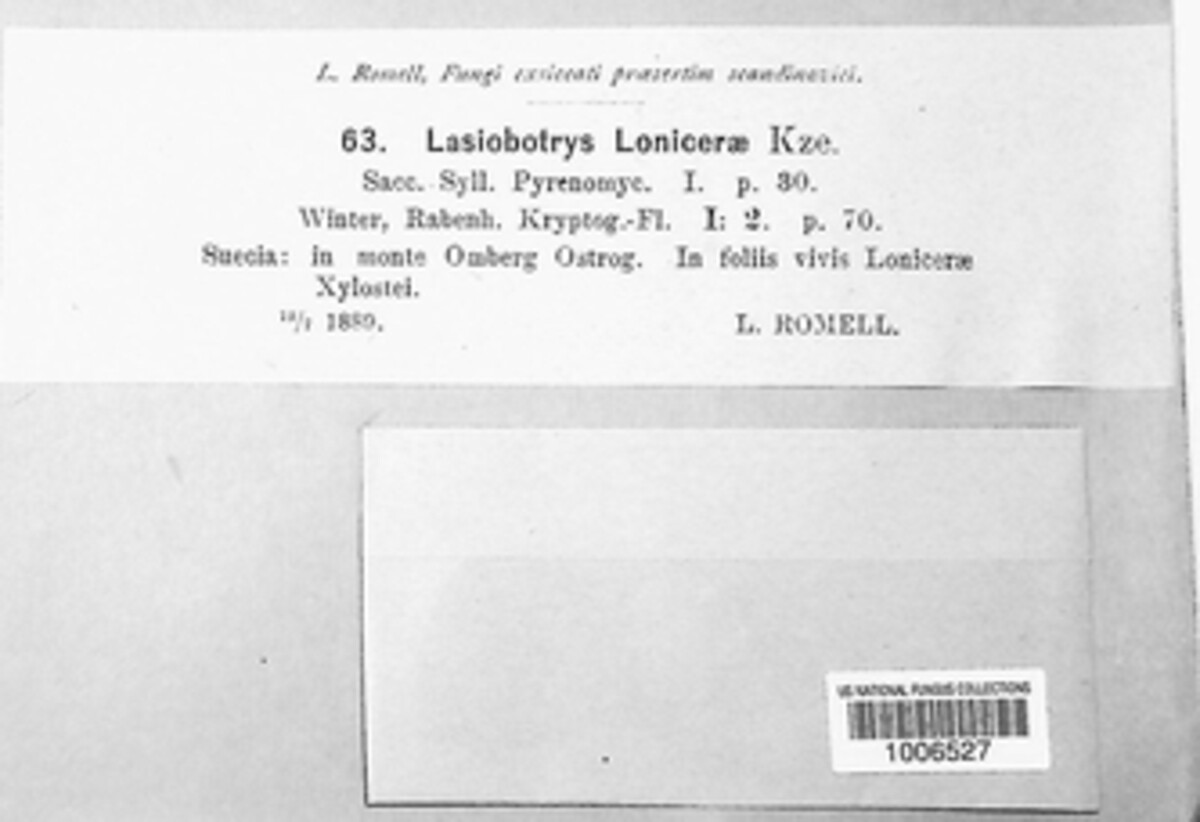 L. Romell, Fungi exsiccati præsertim scandinavici.
63. Lasiobotrys Loniceræ Kze.
Sacc. Syll. Pyrenomyc. I. p. 30.
Winter, Rabenh. Kryptog.-Fl. I: 2. p. 70.
Suecia: in monte Omberg Ostrog. In foliis vivis Loniceræ
Xylostei.
1889. L. ROMELL.
US NATIONAL FUNGUS COLLECTIONS
1006527